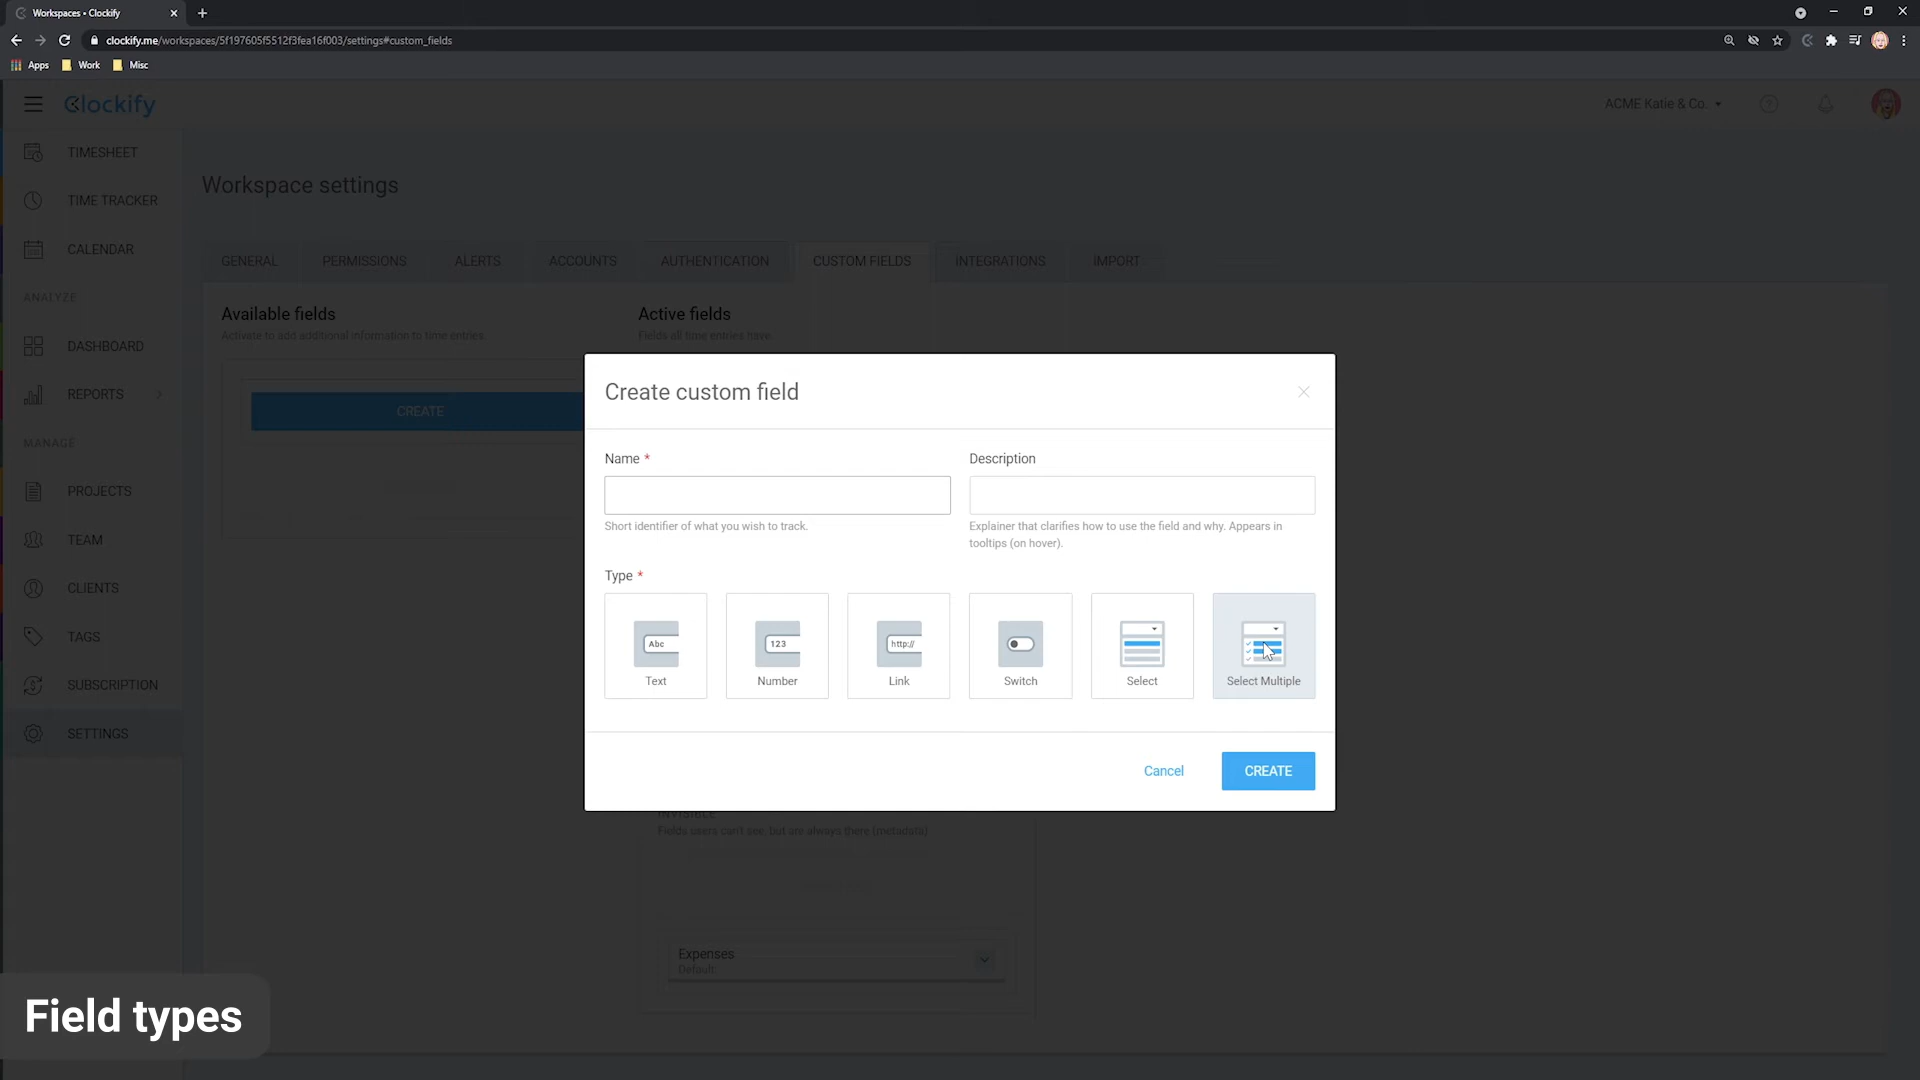 Workspaces • Clockify
clockify.me/workspaces/5f197605f5512f3fea16f003/settings#custom_fields
Apps
Work
Misc
Clockify
ACME Katie & Co.
TIMESHEET
TIME TRACKER
CALENDAR
ANALYZE
DASHBOARD
REPORTS
MANAGE
PROJECTS
TEAM
CLIENTS
TAGS
SUBSCRIPTION
SETTINGS
Workspace settings
GENERAL
PERMISSIONS
ALERTS
ACCOUNTS
AUTHENTICATION
CUSTOM FIELDS
INTEGRATIONS
IMPORT
Available fields
Activate to add additional information to time entries.
CREATE
Active fields
Fields all time entries have.
Create custom field
Name *
Short identifier of what you wish to track.
Description
Explainer that clarifies how to use the field and why. Appears in
tooltips (on hover).
Type *
Abc
Text
123
Number
http://
Link
Switch
Select
Select Multiple
Cancel
CREATE
INVISIBLE
Fields users can't see, but are always there (metadata)
Expenses
Default:
Field types